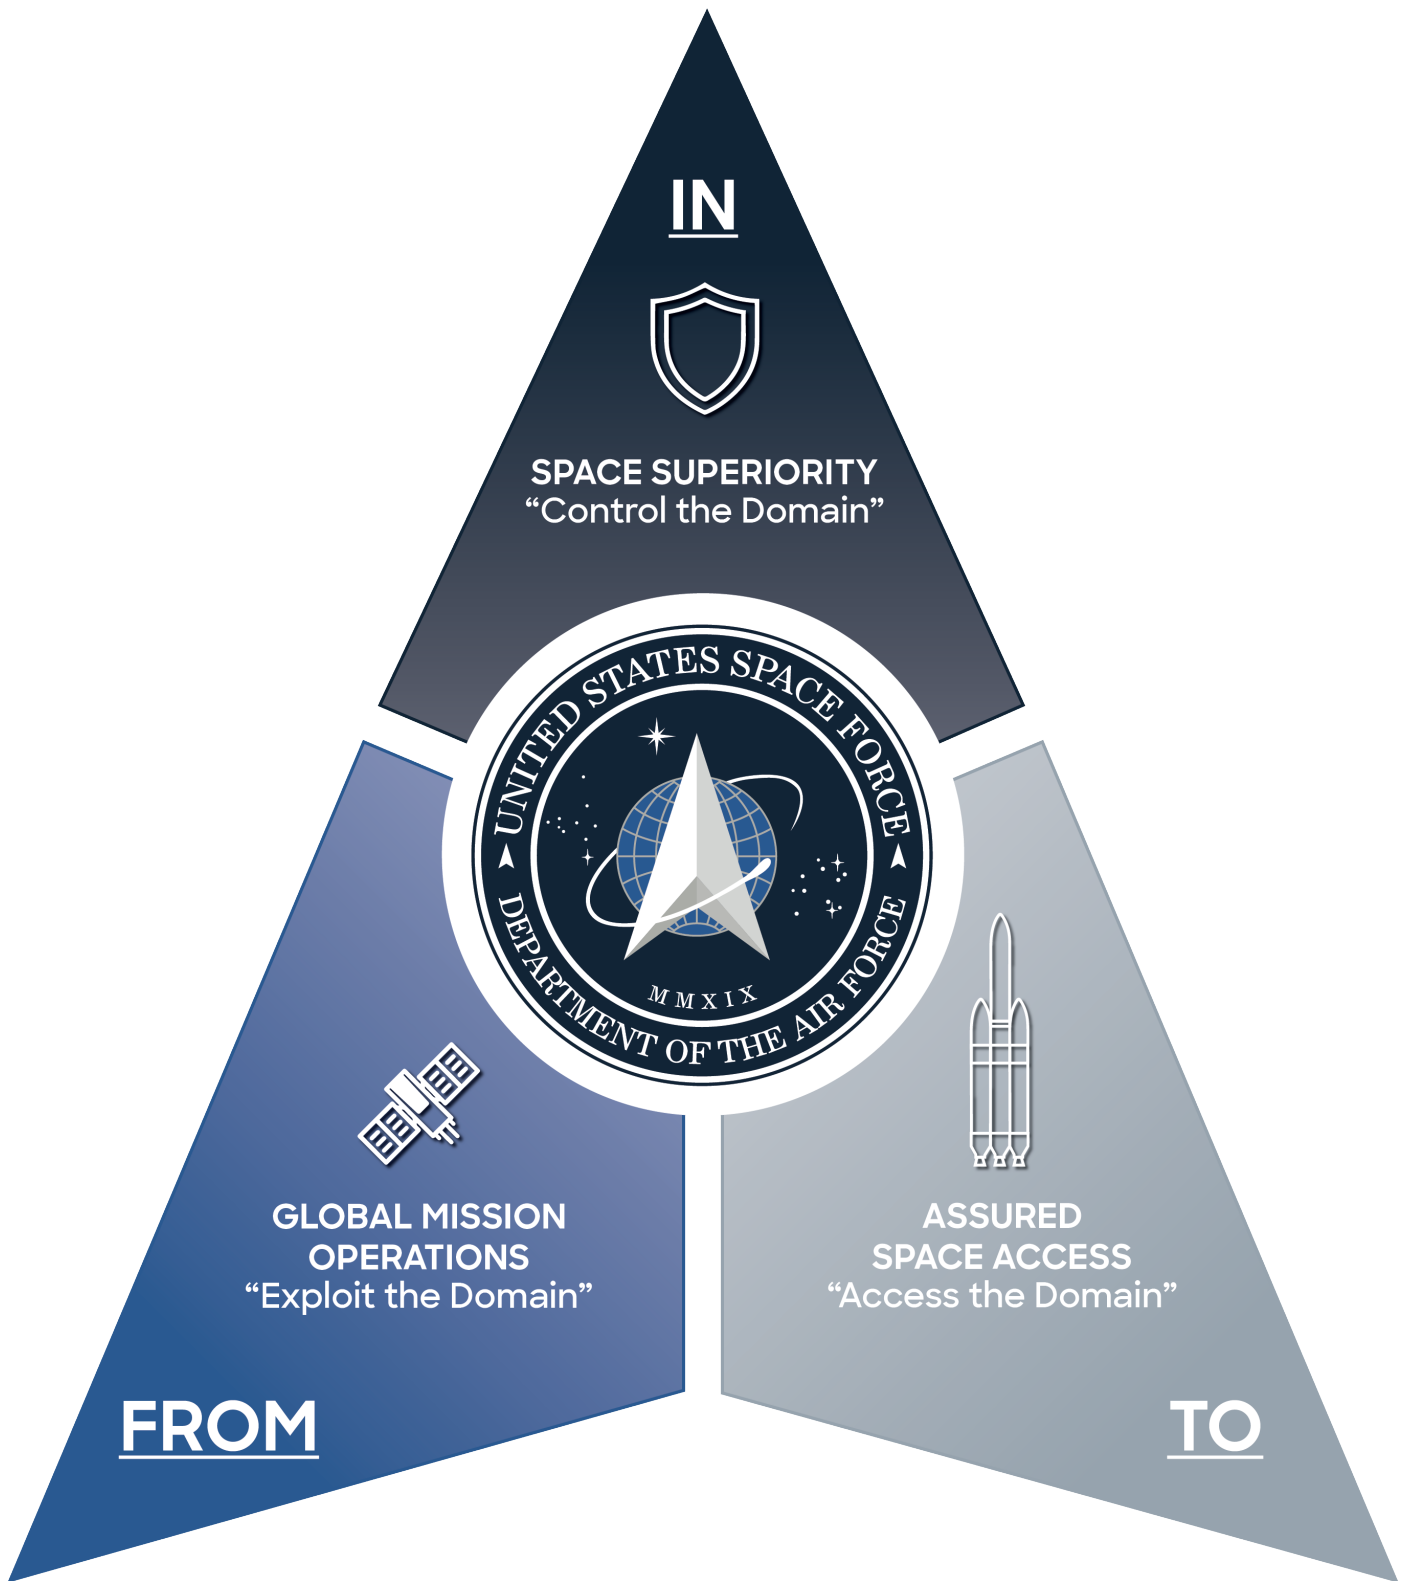 IN
SPACE SUPERIORITY
“Control the Domain”
UNITED STATES SPACE FORCE
MMXIX
DEPARTMENT OF THE AIR FORCE
GLOBAL MISSION
OPERATIONS
“Exploit the Domain”
FROM
ASSURED
SPACE ACCESS
“Access the Domain”
TO